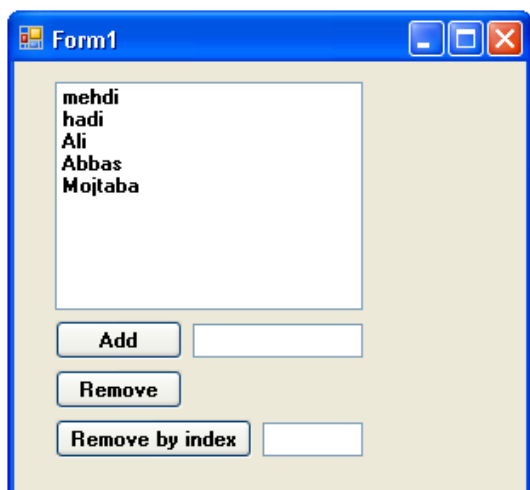 Form1
mehdi
hadi
Ali
Abbas
Mojtaba
Add
Remove
Remove by index